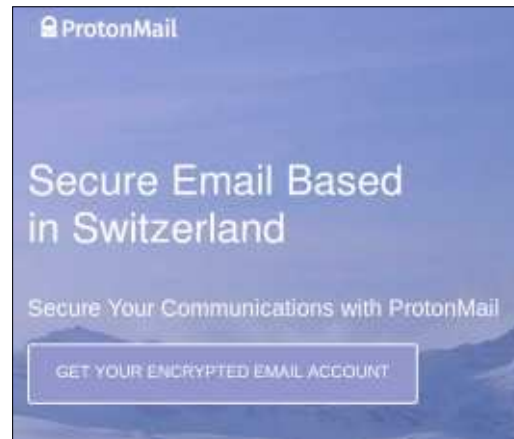 ProtonMail
Secure Email Based
in Switzerland
Secure Your Communications with ProtonMail
GET YOUR ENCRYPTED EMAIL ACCOUNT